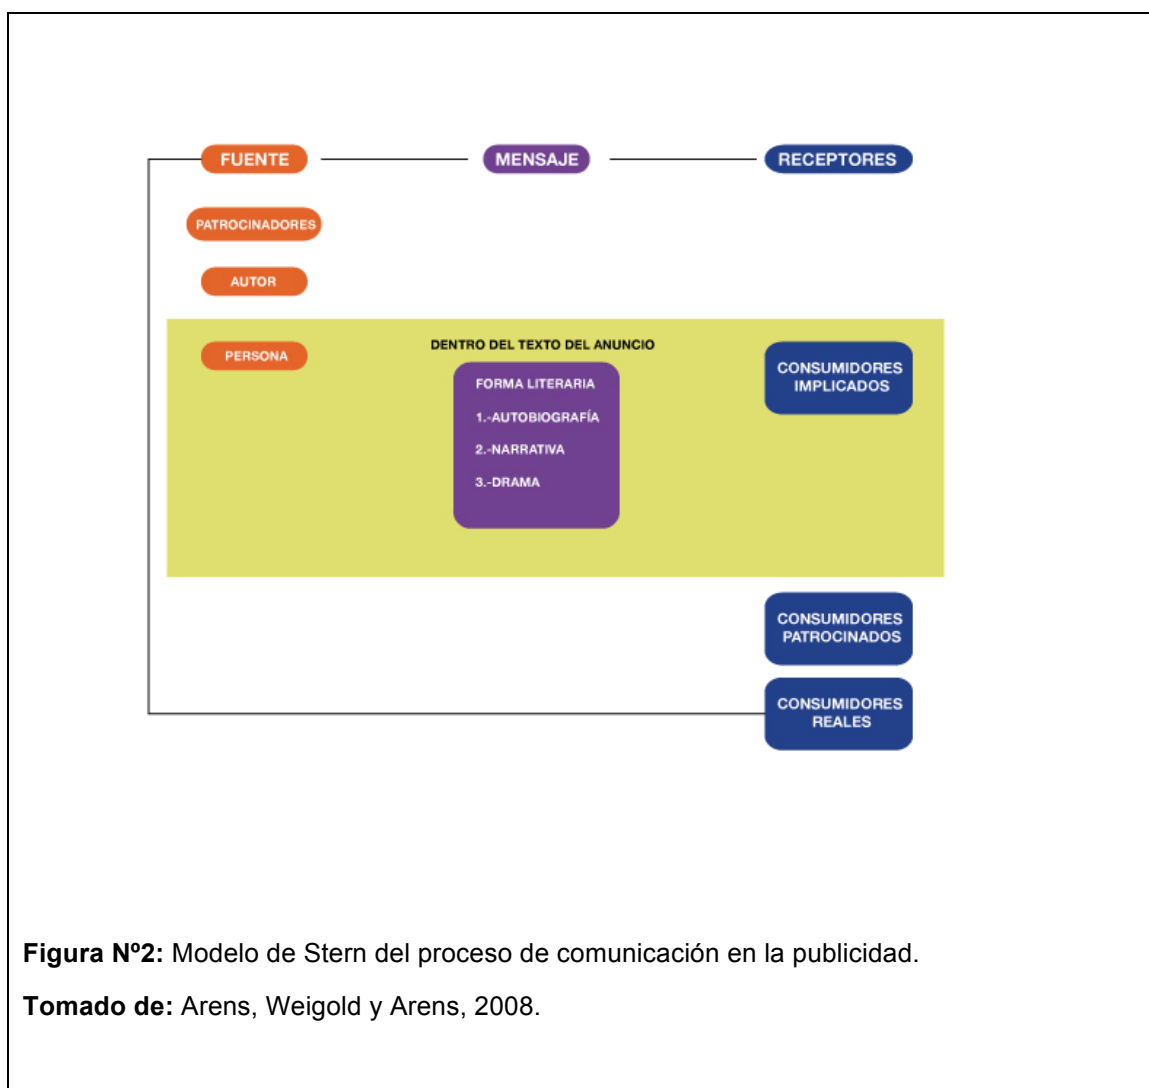 FUENTE
MENSAJE
RECEPTORES
PATROCINADORES
AUTOR
PERSONA
DENTRO DEL TEXTO DEL ANUNCIO
FORMA LITERARIA
1.-AUTOBIOGRAFÍA
2.-NARRATIVA
3.-DRAMA
CONSUMIDORES
IMPLICADOS
CONSUMIDORES
PATROCINADOS
CONSUMIDORES
REALES
Figura Nº2: Modelo de Stern del proceso de comunicación en la publicidad.
Tomado de: Arens, Weigold y Arens, 2008.